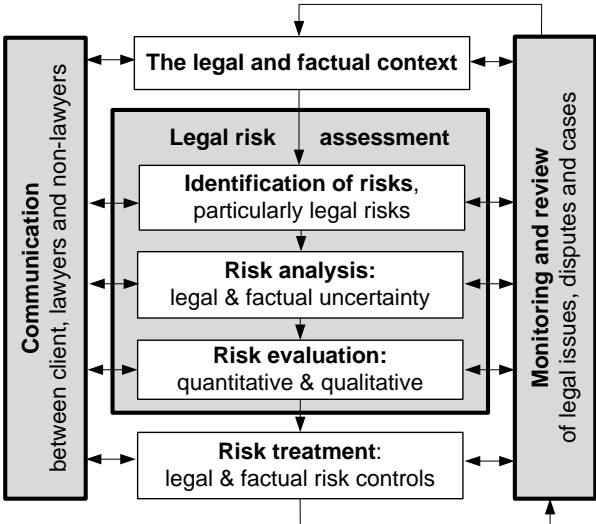 The legal and factual context
Legal risk assessment
Identification of risks,
particularly legal risks
Risk analysis:
legal & factual uncertainty
Risk evaluation:
quantitative & qualitative
Risk treatment:
legal & factual risk controls
Communication
between client, lawyers and non-lawyers
Monitoring and review
of legal issues, disputes and cases